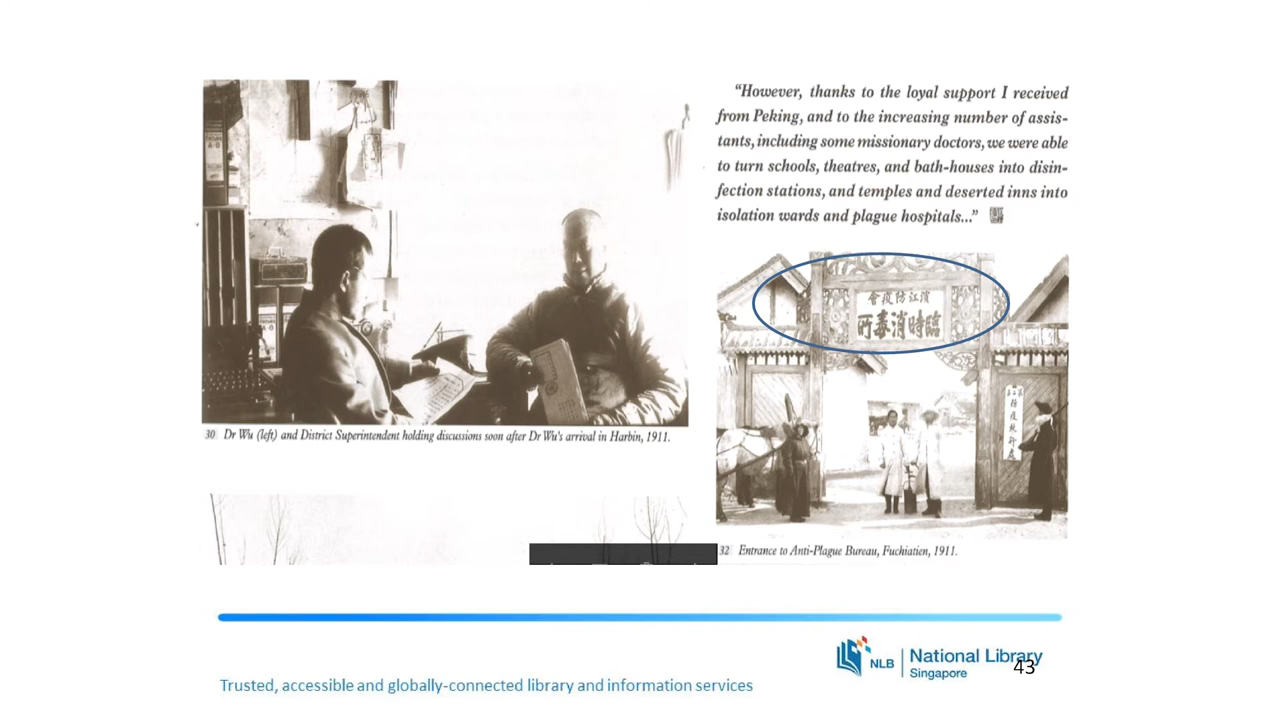 “However, thanks to the loyal support I received
from Peking, and to the increasing number of assis-
tants, including some missionary doctors, we were able
to turn schools, theatres, and bath-houses into disin-
fection stations, and temples and deserted inns into
isolation wards and plague hospitals...”
30 Dr Wu (left) and District Superintendent holding discussions soon after Dr Wu's arrival in Harbin, 1911.
會疫防江濱
所毒消時臨
防疫
處
32 Entrance to Anti-Plague Bureau, Fuchiatien, 1911.
NLB
National Library
Singapore
43
Trusted, accessible and globally-connected library and information services